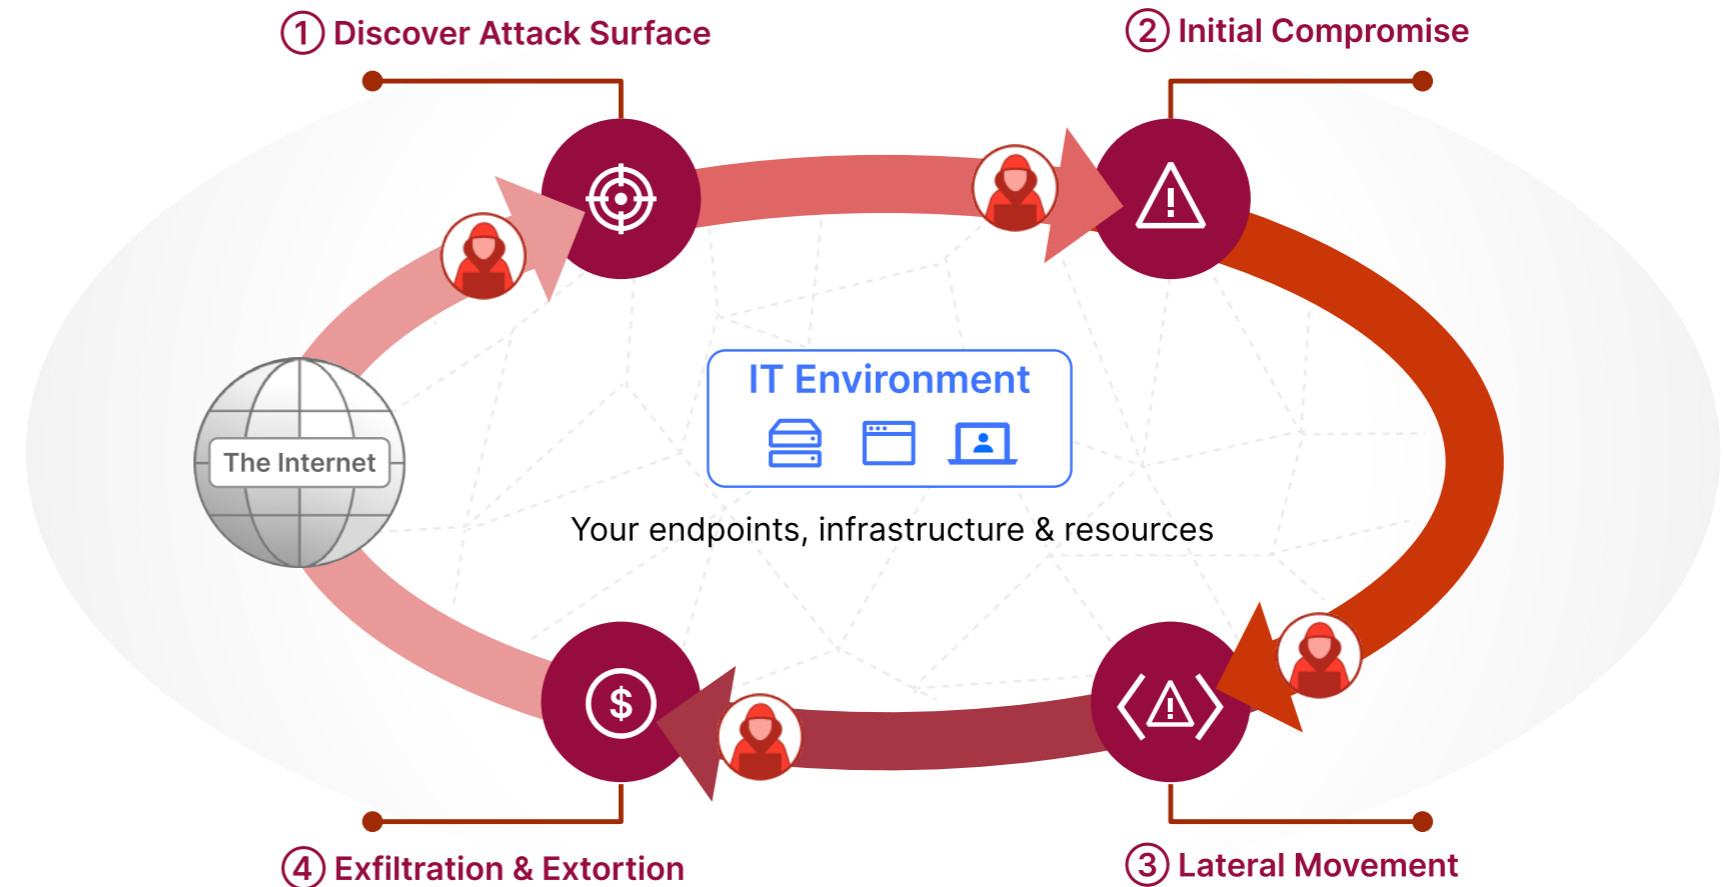 ① Discover Attack Surface
② Initial Compromise
IT Environment
The Internet
Your endpoints, infrastructure & resources
$
④ Exfiltration & Extortion
③ Lateral Movement